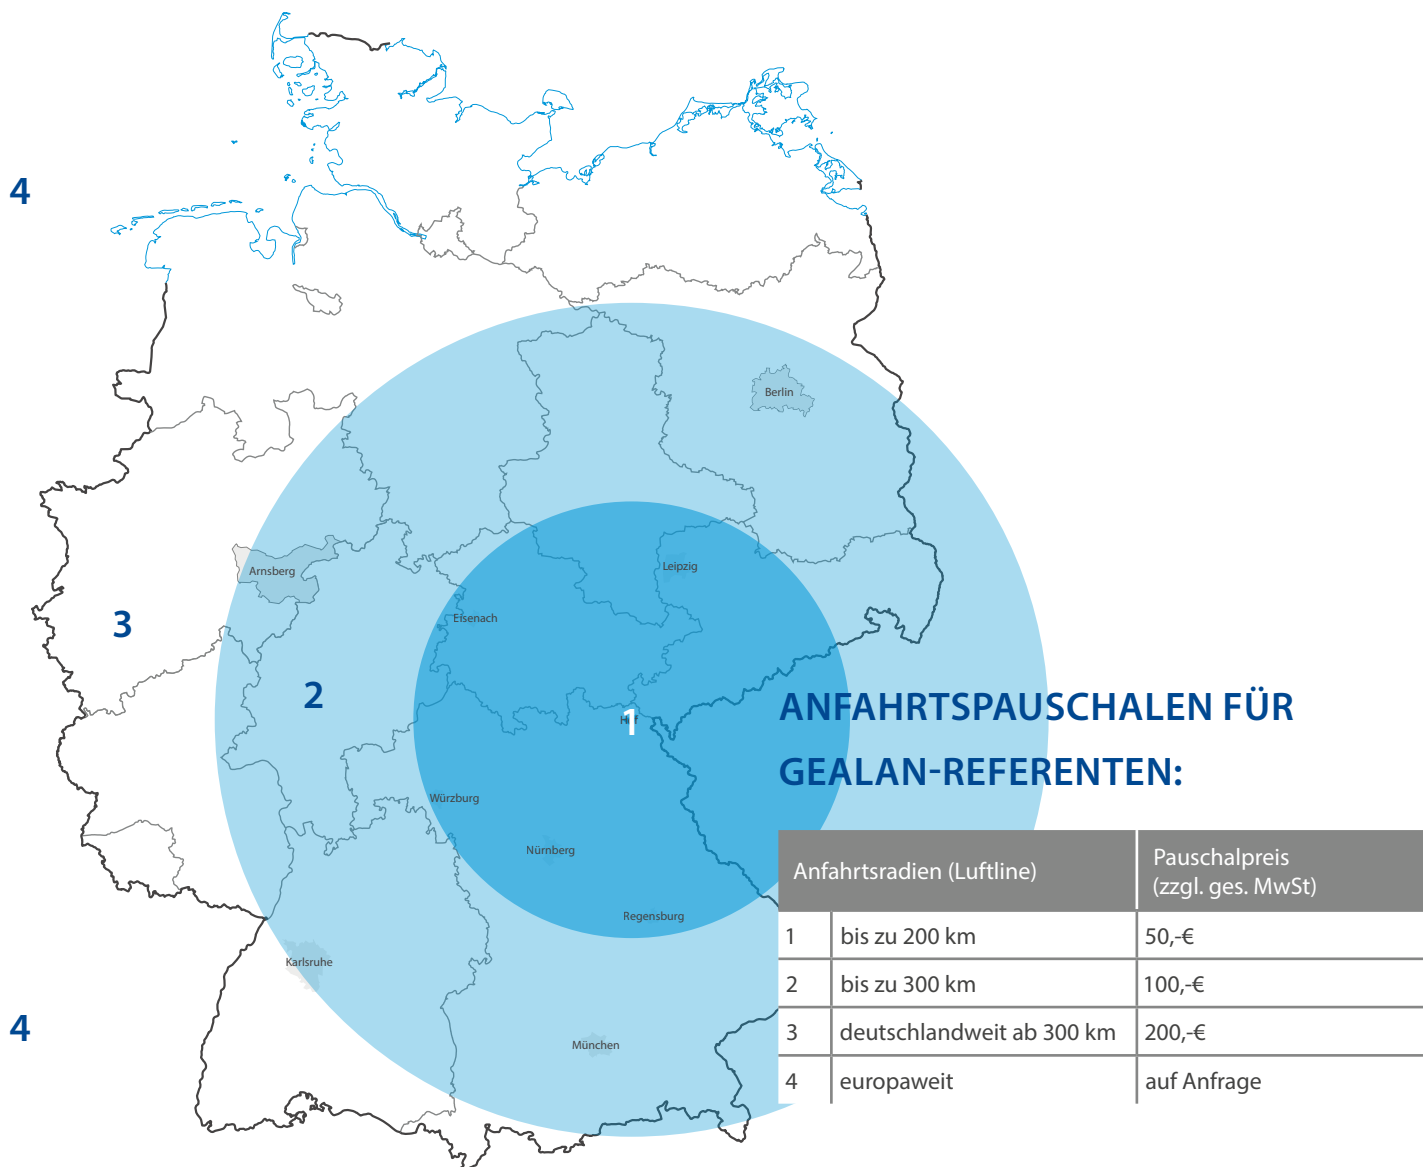 4
Berlin
Arnsberg
Leipzig
Eisenach
3
2
1
Hof
ANFAHRTSPAUSCHALEN FÜR
GEALAN-REFERENTEN:
Würzburg
Nürnberg
Regensburg
Karlsruhe
4
München
Anfahrtsradien (Luftline) Pauschalpreis
(zzgl. ges. MwSt)
1 bis zu 200 km 50,-€
2 bis zu 300 km 100,-€
3 deutschlandweit ab 300 km 200,-€
4 europaweit auf Anfrage